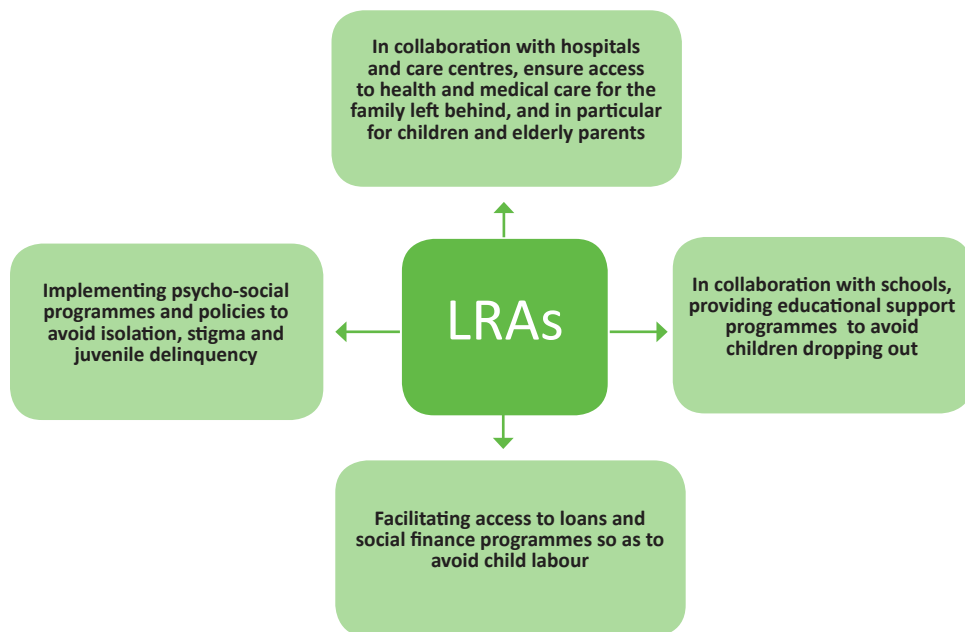 In collaboration with hospitals
and care centres, ensure access
to health and medical care for the
family left behind, and in particular
for children and elderly parents
Implementing psycho-social
programmes and policies to
avoid isolation, stigma and
juvenile delinquency
LRAs
In collaboration with schools,
providing educational support
programmes to avoid
children dropping out
Facilitating access to loans and
social finance programmes so as to
avoid child labour